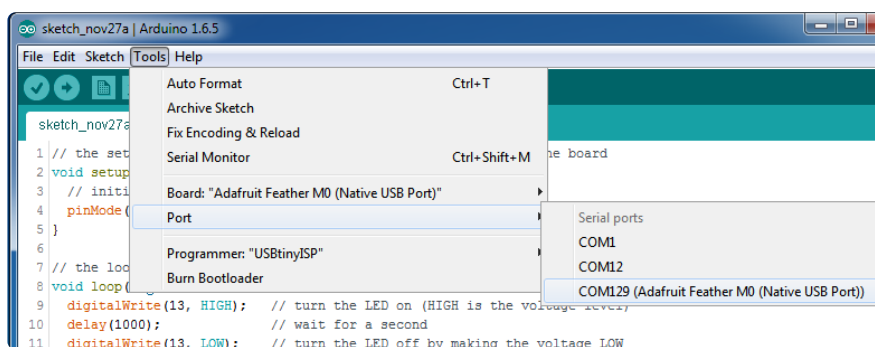 sketch_nov27a | Arduino 1.6.5
File Edit Sketch Tools Help
Auto Format Ctrl+T
Archive Sketch
sketch_nov27a
Fix Encoding & Reload
Serial Monitor Ctrl+Shift+M
Board: "Adafruit Feather M0 (Native USB Port)"
Port
Programmer: "USBtinyISP"
Burn Bootloader
Serial ports
COM1
COM12
COM129 (Adafruit Feather M0 (Native USB Port))
1 // the set
board
2 void setup
3 // initi
4 pinMode(
5 }
6
7 // the loo
8 void loop(
9 digitalWrite(13, HIGH); // turn the LED on (HIGH is the voltage level)
10 delay(1000); // wait for a second
11 digitalWrite(13, LOW); // turn the LED off by making the voltage LOW